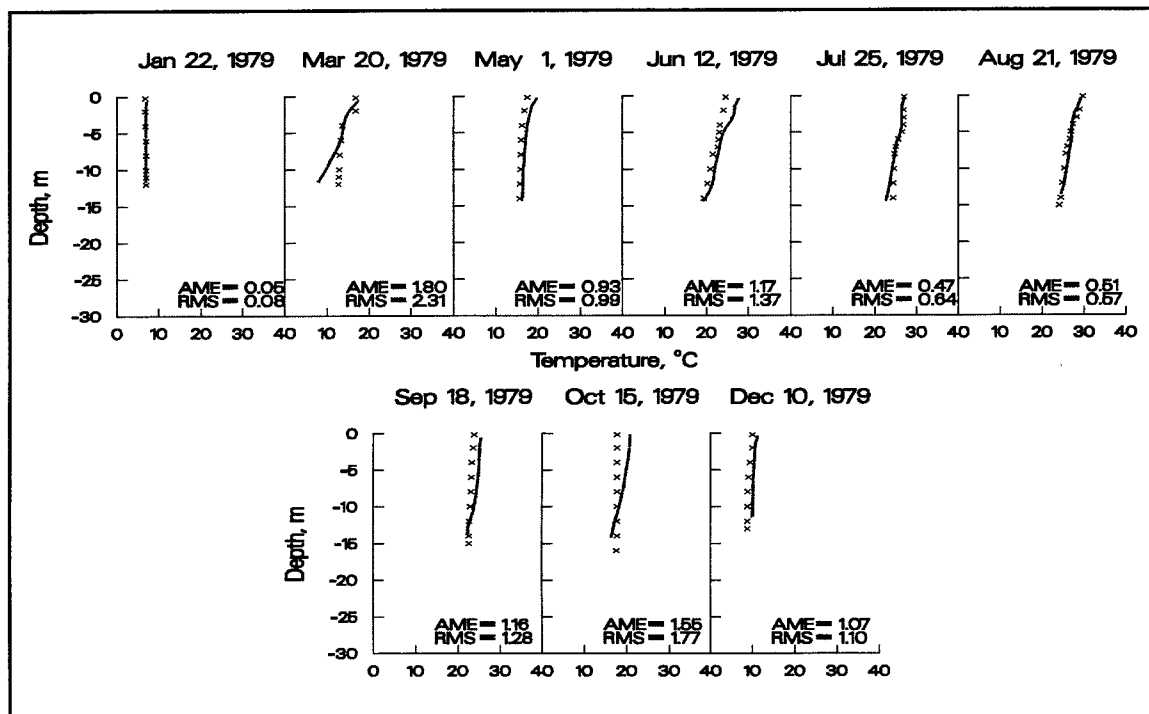 Jan 22, 1979 Mar 20, 1979 May 1, 1979 Jun 12, 1979 Jul 25, 1979 Aug 21, 1979
0
-5
-10
-15
-20
-25
-30
Depth, m
AME= 0.05 AME= 1.80 AME= 0.93 AME= 1.17 AME= 0.47 AME= 0.51
RMS= 0.08 RMS= 2.31 RMS= 0.99 RMS= 1.37 RMS= 0.64 RMS= 0.57
0 10 20 30 10 20 30 40 10 20 30 40 10 20 30 40 10 20 30 40 10 20 30 40
Temperature, °C
Sep 18, 1979 Oct 15, 1979 Dec 10, 1979
0
-5
-10
-15
-20
-25
-30
Depth, m
AME= 1.16 AME= 1.55 AME= 1.07
RMS= 1.28 RMS= 1.77 RMS= 1.10
0 10 20 30 10 20 30 10 20 30 40